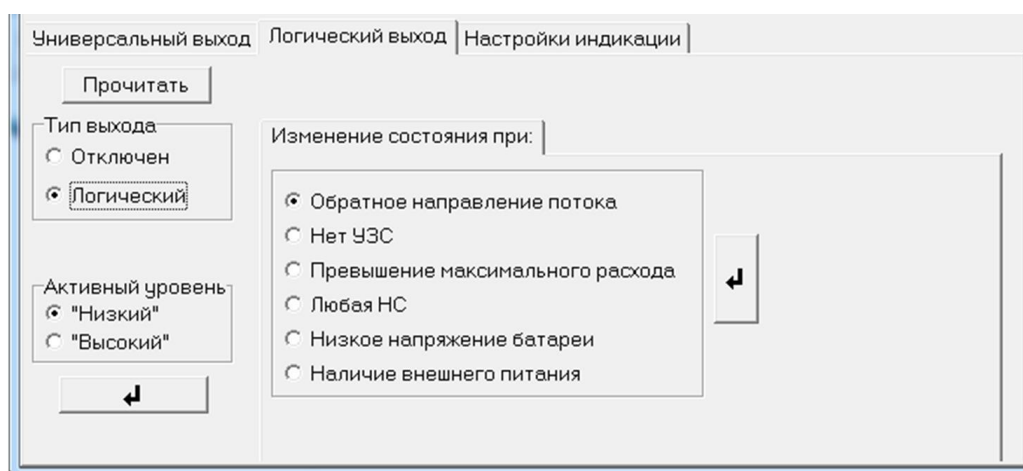 Универсальный выход
Логический выход
Настройки индикации
Прочитать
Тип выхода
Отключен
Логический
Активный уровень
"Низкий"
"Высокий"
Изменение состояния при:
Обратное направление потока
Нет УЗС
Превышение максимального расхода
Любая НС
Низкое напряжение батареи
Наличие внешнего питания